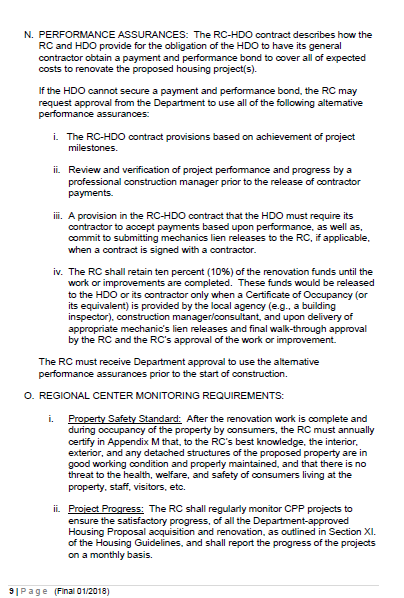 N. PERFORMANCE ASSURANCES: The RC-HDO contract describes how the
RC and HDO provide for the obligation of the HDO to have its general
contractor obtain a payment and performance bond to cover all of expected
costs to renovate the proposed housing project(s).
If the HDO cannot secure a payment and performance bond, the RC may
request approval from the Department to use all of the following alternative
performance assurances:
i. The RC-HDO contract provisions based on achievement of project
milestones.
ii. Review and verification of project performance and progress by a
professional construction manager prior to the release of contractor
payments.
iii. A provision in the RC-HDO contract that the HDO must require its
contractor to accept payments based upon performance, as well as,
commit to submitting mechanics lien releases to the RC, if applicable,
when a contract is signed with a contractor.
iv. The RC shall retain ten percent (10%) of the renovation funds until the
work or improvements are completed. These funds would be released
to the HDO or its contractor only when a Certificate of Occupancy (or
its equivalent) is provided by the local agency (e.g., a building
inspector), construction manager/consultant, and upon delivery of
appropriate mechanic's lien releases and final walk-through approval
by the RC and the RC's approval of the work or improvement.
The RC must receive Department approval to use the alternative
performance assurances prior to the start of construction.
O. REGIONAL CENTER MONITORING REQUIREMENTS:
i. Property Safety Standard: After the renovation work is complete and
during occupancy of the property by consumers, the RC must annually
certify in Appendix M that, to the RC's best knowledge, the interior,
exterior, and any detached structures of the proposed property are in
good working condition and properly maintained, and that there is no
threat to the health, welfare, and safety of consumers living at the
property, staff, visitors, etc.
ii. Project Progress: The RC shall regularly monitor CPP projects to
ensure the satisfactory progress, of all the Department-approved
Housing Proposal acquisition and renovation, as outlined in Section XI.
of the Housing Guidelines, and shall report the progress of the projects
on a monthly basis.
9 | P a g e (Final 01/2018)